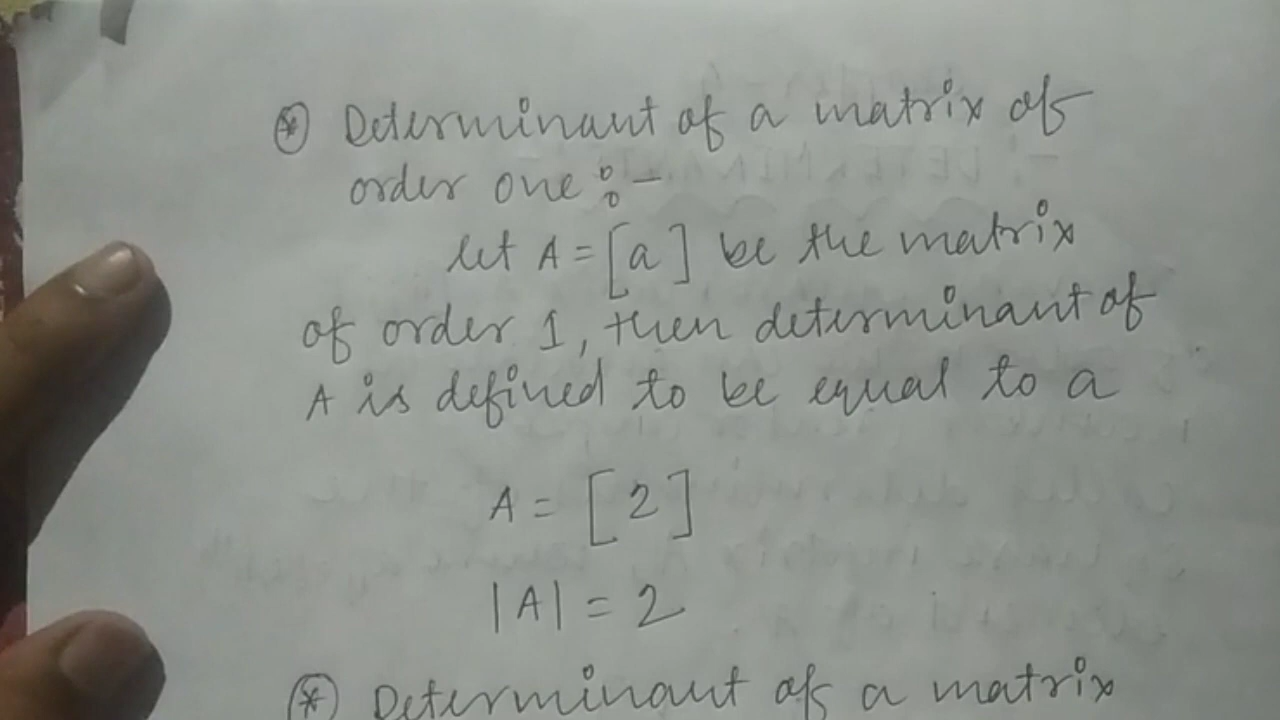 ⊛ Determinant of a matrix of
order one :-
let A = [a] be the matrix
of order 1, then determinant of
A is defined to be equal to a
A = [2]
|A| = 2
⊛ Determinant of a matrix